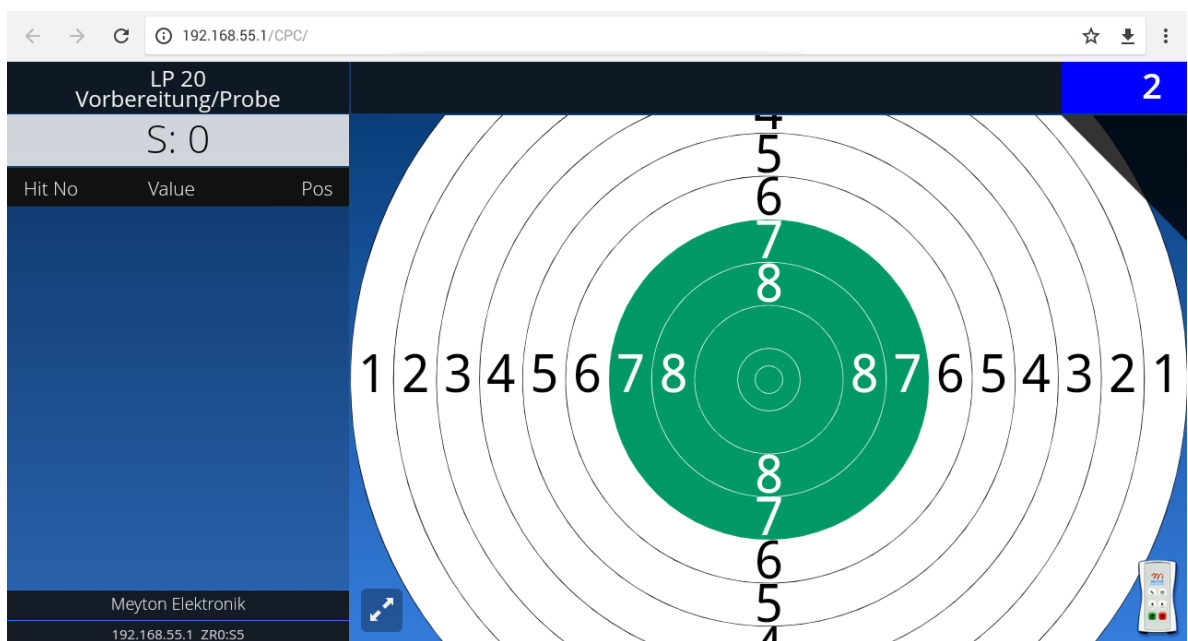 192.168.55.1/CPC/
LP 20
Vorbereitung/Probe
2
S: 0
Hit No Value Pos
4
5
6
7
8
1 2 3 4 5 6 7 8 8 7 6 5 4 3 2 1
8
7
6
5
4
Meyton Elektronik
192.168.55.1 ZR0:S5